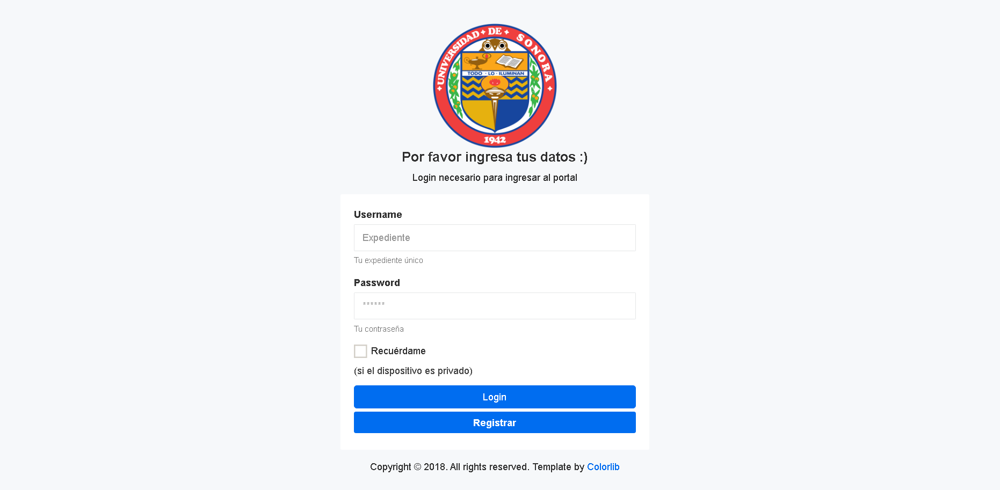 UNIVERSIDAD DE SONORA
TODO · LO · ILUMINAN
1942
Por favor ingresa tus datos :)
Login necesario para ingresar al portal
Username
Expediente
Tu expediente único
Password
******
Tu contraseña
Recuérdame
(si el dispositivo es privado)
Login
Registrar
Copyright © 2018. All rights reserved. Template by Colorlib